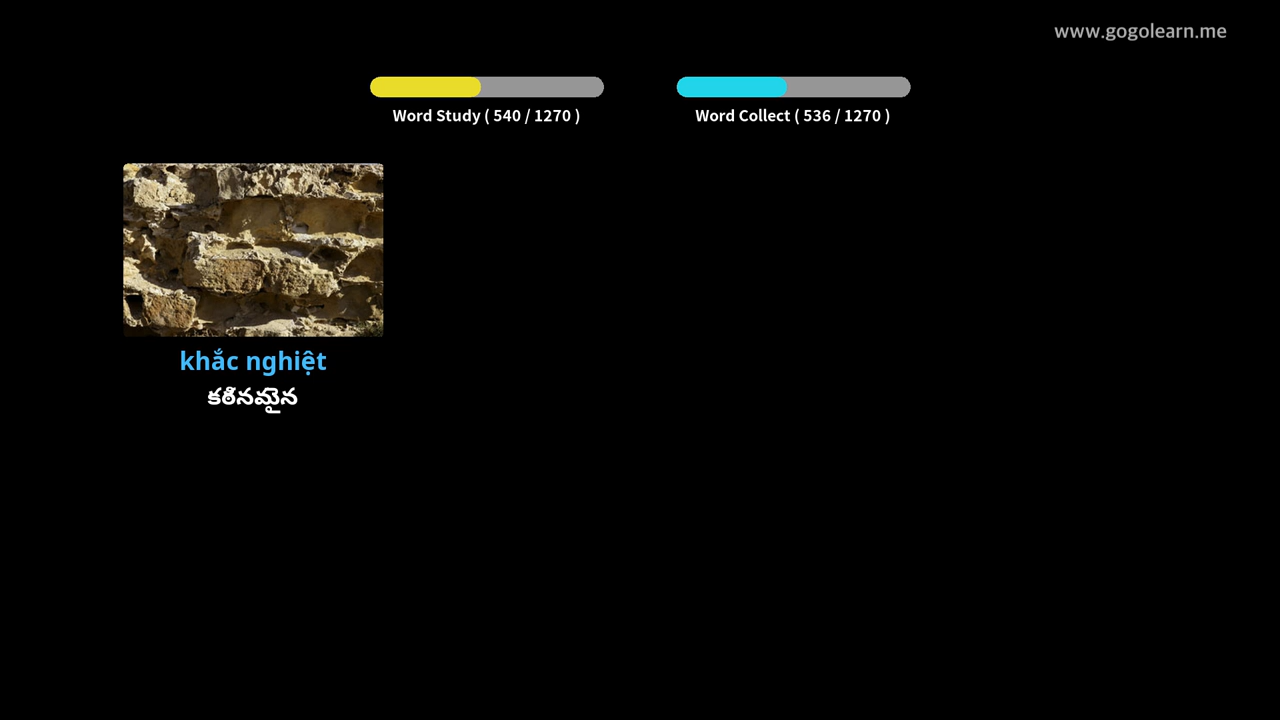 www.gogolearn.me
Word Study ( 540 / 1270 )
Word Collect ( 536 / 1270 )
khắc nghiệt
కఠినమైన